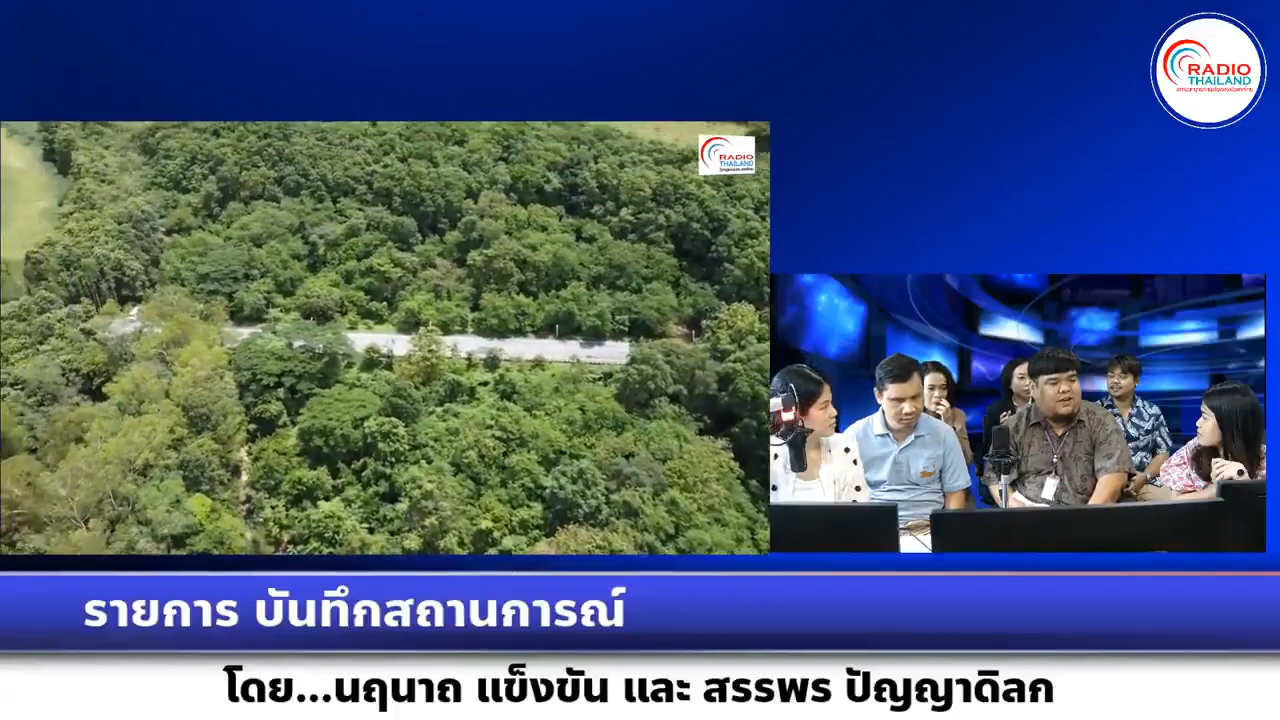 RADIO
THAILAND
RADIO
THAILAND
รายการ บันทึกสถานการณ์
โดย...นฤนาถ แข็งขัน และ สรรพร ปัญญาดิลก